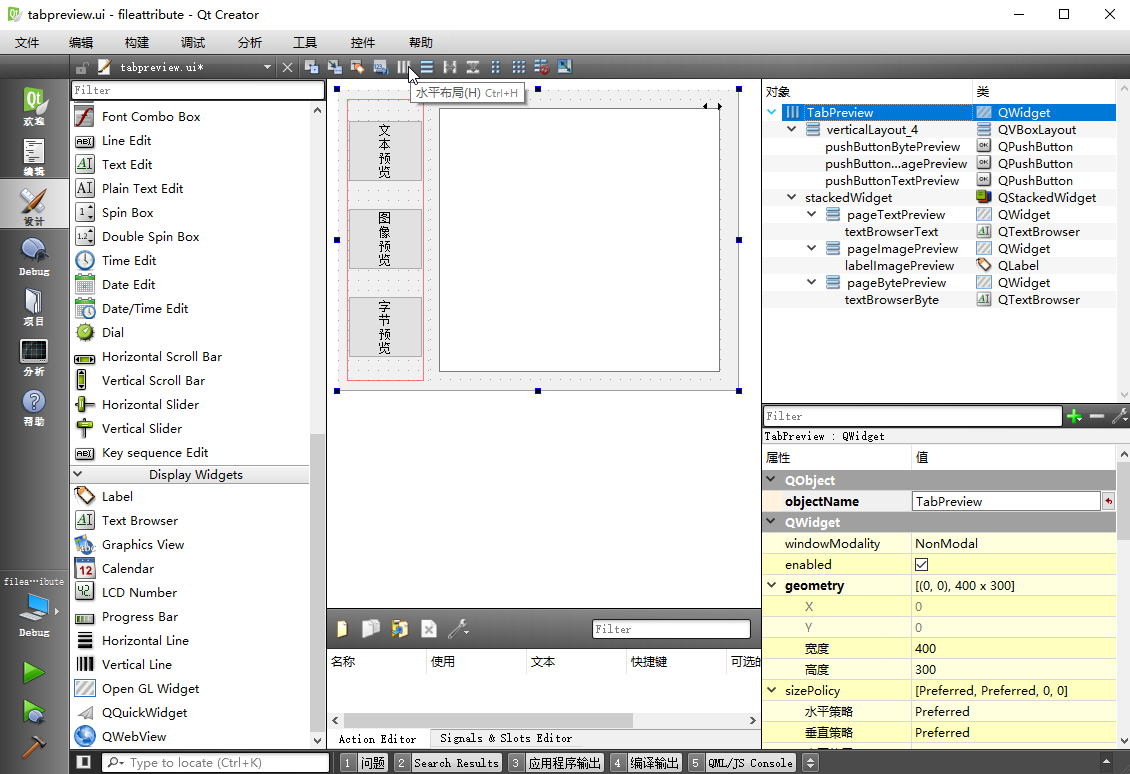 tabpreview.ui - fileattribute - Qt Creator
文件 编辑 构建 调试 分析 工具 控件 帮助
tabpreview.ui*
水平布局(H) Ctrl+H
欢迎
编辑
设计
Debug
项目
分析
帮助
files…ibute
Debug
Filter
Font Combo Box
Line Edit
Text Edit
Plain Text Edit
Spin Box
Double Spin Box
Time Edit
Date Edit
Date/Time Edit
Dial
Horizontal Scroll Bar
Vertical Scroll Bar
Horizontal Slider
Vertical Slider
Key sequence Edit
Display Widgets
Label
Text Browser
Graphics View
Calendar
LCD Number
Progress Bar
Horizontal Line
Vertical Line
Open GL Widget
QQuickWidget
QWebView
文本预览
图像预览
字节预览
Filter
名称 使用 文本 快捷键 可选的
Action Editor Signals & Slots Editor
对象 类
TabPreview QWidget
verticalLayout_4 QVBoxLayout
pushButtonBytePreview QPushButton
pushButton...agePreview QPushButton
pushButtonTextPreview QPushButton
stackedWidget QStackedWidget
pageTextPreview QWidget
textBrowserText QTextBrowser
pageImagePreview QWidget
labelImagePreview QLabel
pageBytePreview QWidget
textBrowserByte QTextBrowser
Filter
TabPreview : QWidget
属性 值
QObject
objectName TabPreview
QWidget
windowModality NonModal
enabled
geometry [(0, 0), 400 x 300]
X 0
Y 0
宽度 400
高度 300
sizePolicy [Preferred, Preferred, 0, 0]
水平策略 Preferred
垂直策略 Preferred
Type to locate (Ctrl+K) 1 问题 2 Search Results 3 应用程序输出 4 编译输出 5 QML/JS Console